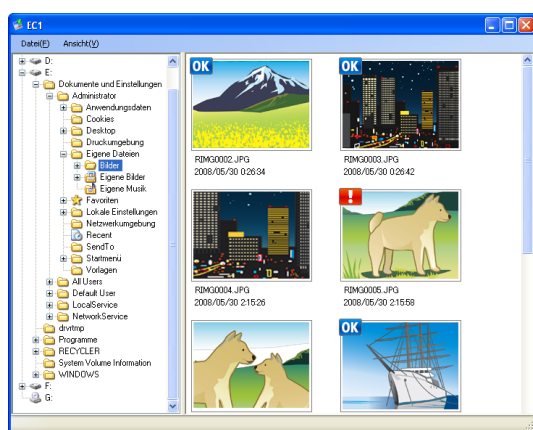 EC1
Datei(F) Ansicht(V)
D:
E:
Dokumente und Einstellungen
Administrator
Anwendungsdaten
Cookies
Desktop
Druckumgebung
Eigene Dateien
Bilder
Eigene Bilder
Eigene Musik
Favoriten
Lokale Einstellungen
Netzwerkumgebung
Recent
SendTo
Startmenü
Vorlagen
All Users
Default User
LocalService
NetworkService
drvrtmp
Programme
RECYCLER
System Volume Information
WINDOWS
F:
G:
OK
RIMG0002.JPG
2008/05/30 0:26:34
OK
RIMG0003.JPG
2008/05/30 0:26:42
RIMG0004.JPG
2008/05/30 2:15:26
!
RIMG0005.JPG
2008/05/30 2:15:58
OK